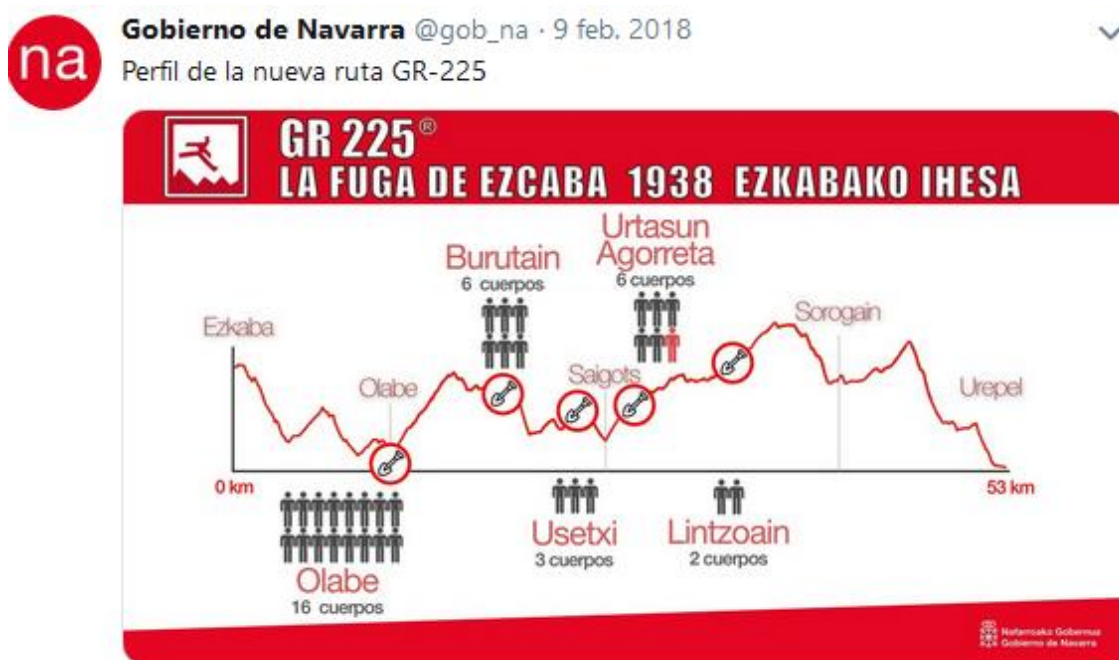 na
Gobierno de Navarra @gob_na · 9 feb. 2018
Perfil de la nueva ruta GR-225
GR 225®
LA FUGA DE EZCABA 1938 EZKABAKO IHESA
Urtasun
Agorreta
6 cuerpos
Burutain
6 cuerpos
Sorogain
Ezkaba
Olabe
Saigots
Urepel
0 km
53 km
Olabe
16 cuerpos
Usetxi
3 cuerpos
Lintzoain
2 cuerpos
Nafarroako Gobernua
Gobierno de Navarra